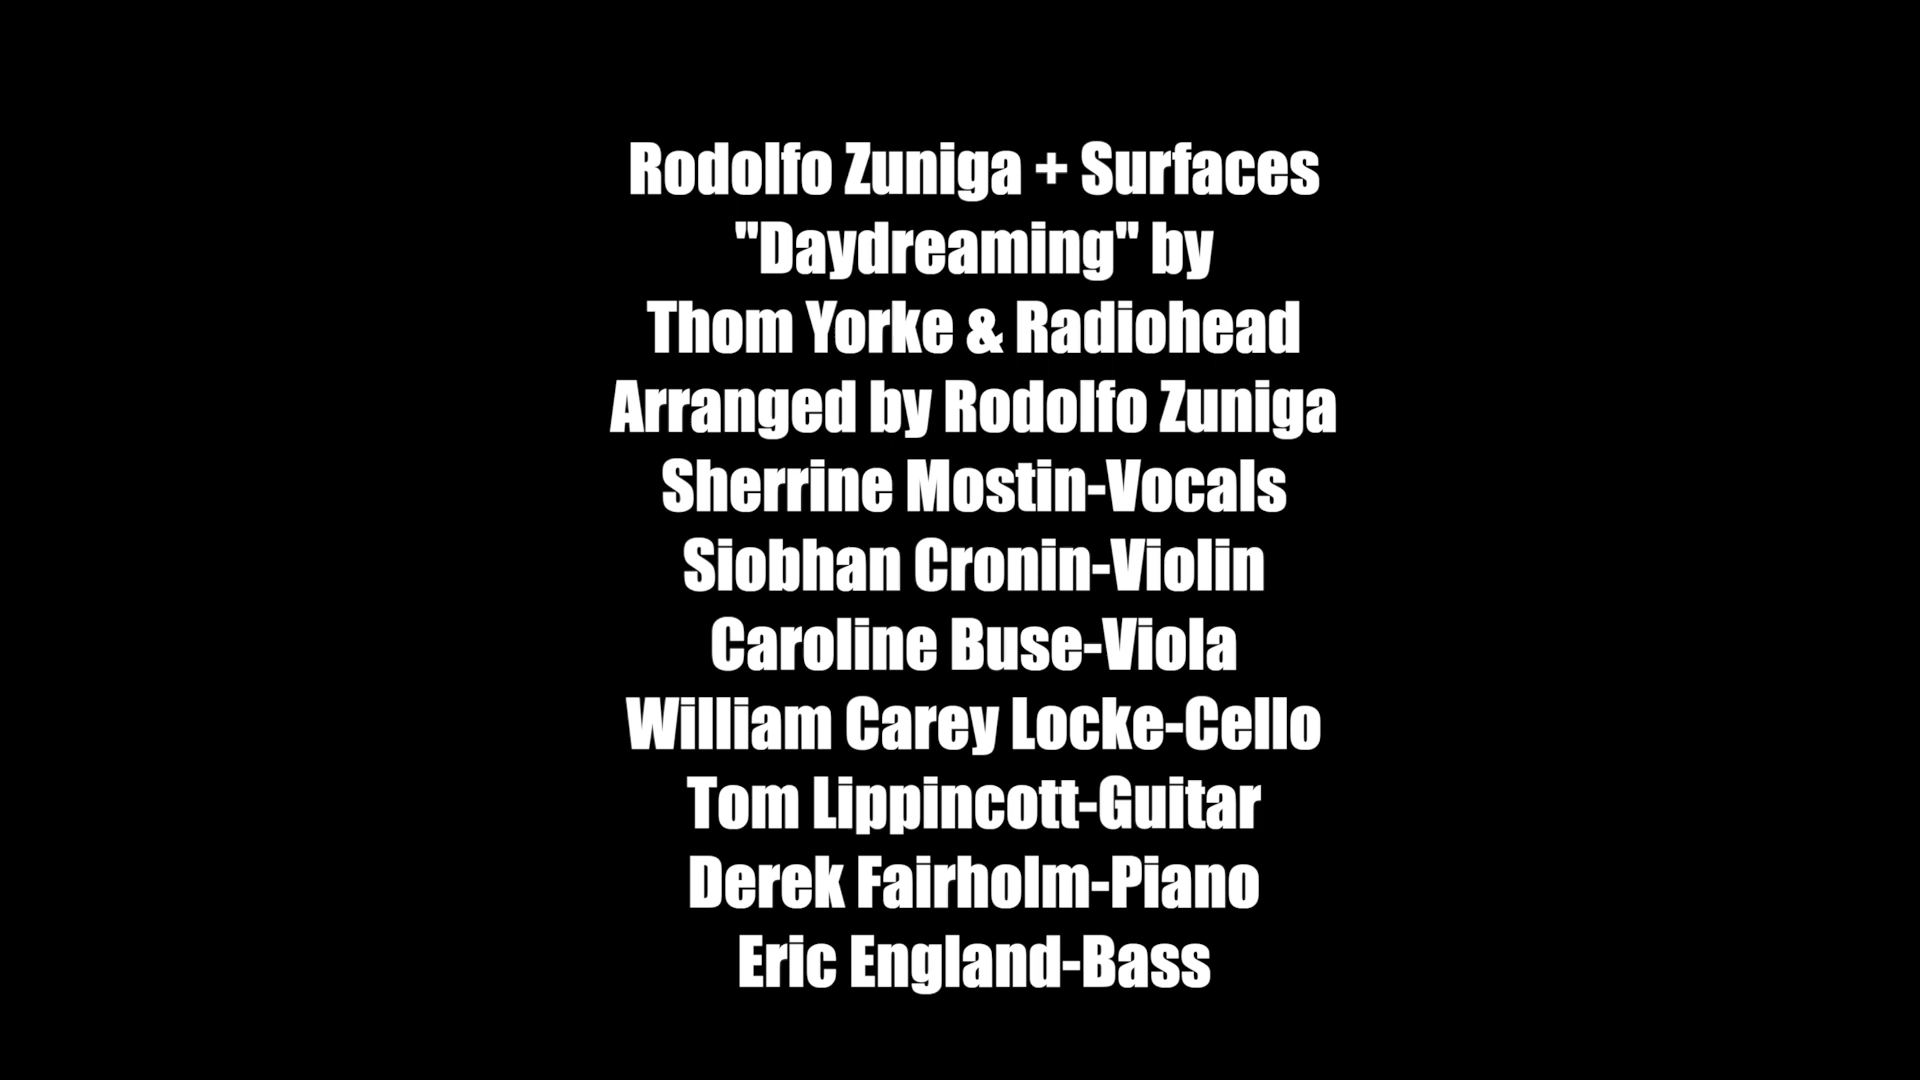 Rodolfo Zuniga + Surfaces
"Daydreaming" by
Thom Yorke & Radiohead
Arranged by Rodolfo Zuniga
Sherrine Mostin-Vocals
Siobhan Cronin-Violin
Caroline Buse-Viola
William Carey Locke-Cello
Tom Lippincott-Guitar
Derek Fairholm-Piano
Eric England-Bass